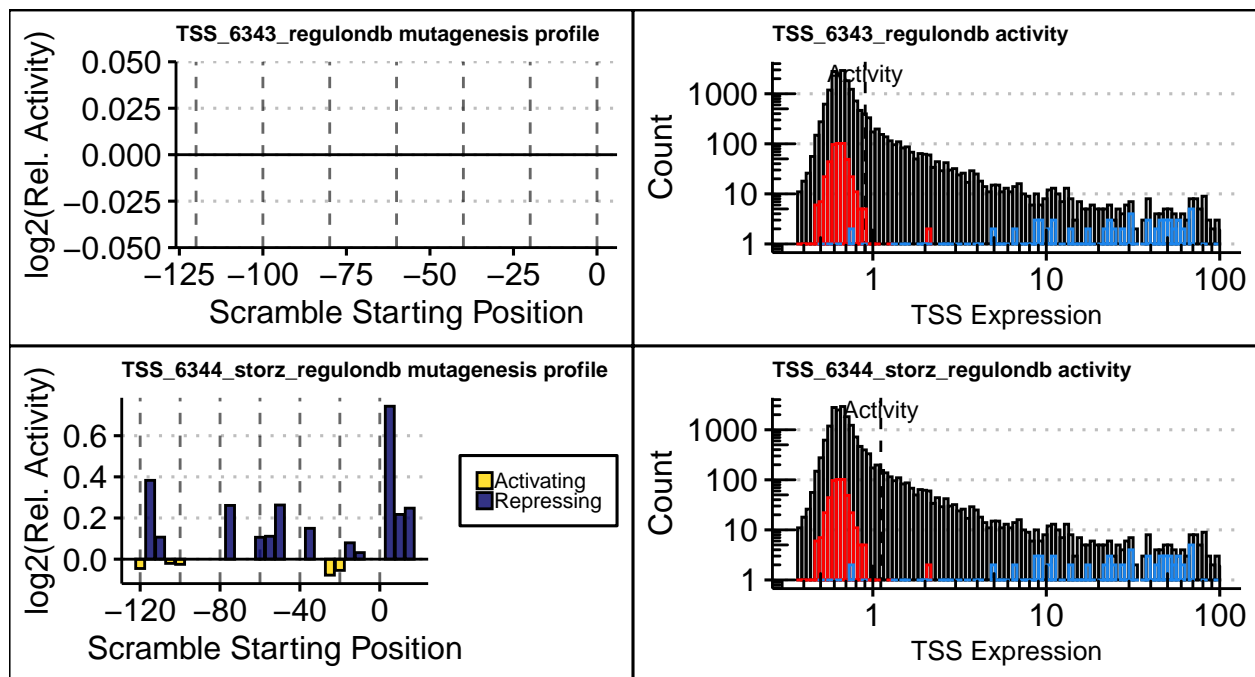 TSS_6343_regulondb mutagenesis profile
log2(Rel. Activity)
0.050
0.025
0.000
−0.025
−0.050
−125 −100 −75 −50 −25 0
Scramble Starting Position
TSS_6343_regulondb activity
Activity
Count
1000
100
10
1
1 10 100
TSS Expression
TSS_6344_storz_regulondb mutagenesis profile
log2(Rel. Activity)
0.6
0.4
0.2
0.0
−120 −80 −40 0
Scramble Starting Position
Activating
Repressing
TSS_6344_storz_regulondb activity
Activity
Count
1000
100
10
1
1 10 100
TSS Expression